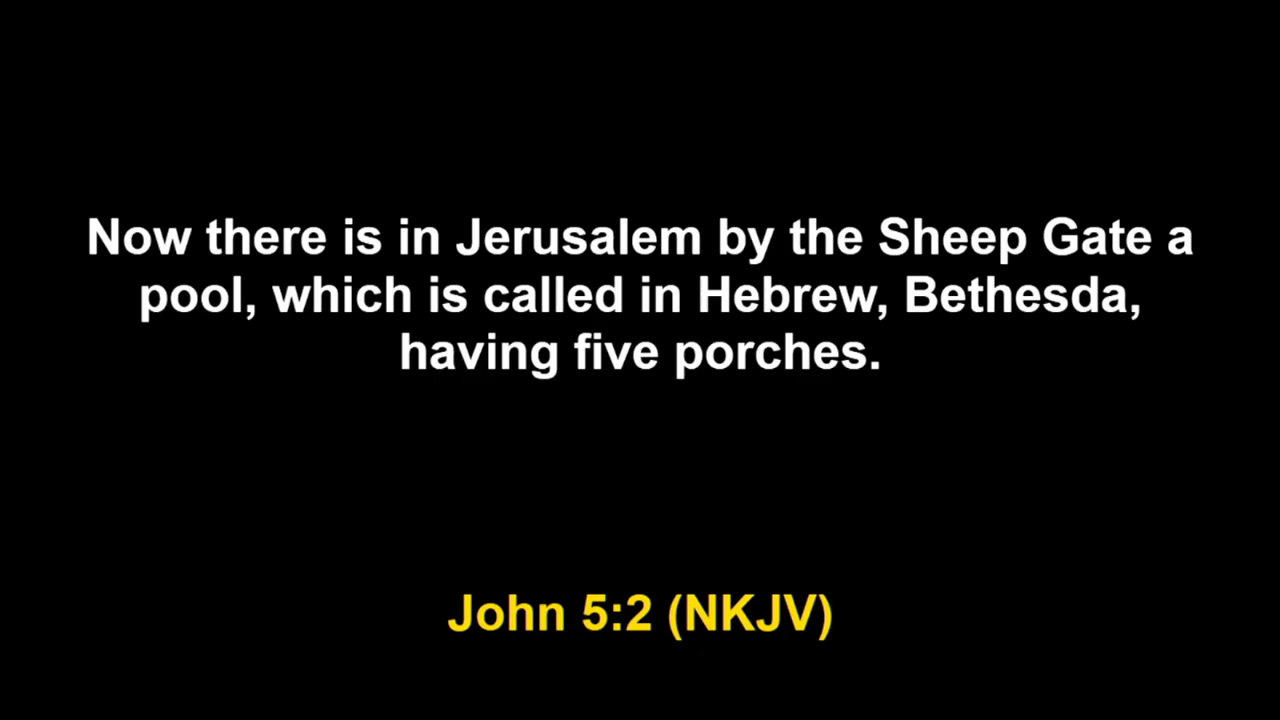 Now there is in Jerusalem by the Sheep Gate a
pool, which is called in Hebrew, Bethesda,
having five porches.
John 5:2 (NKJV)